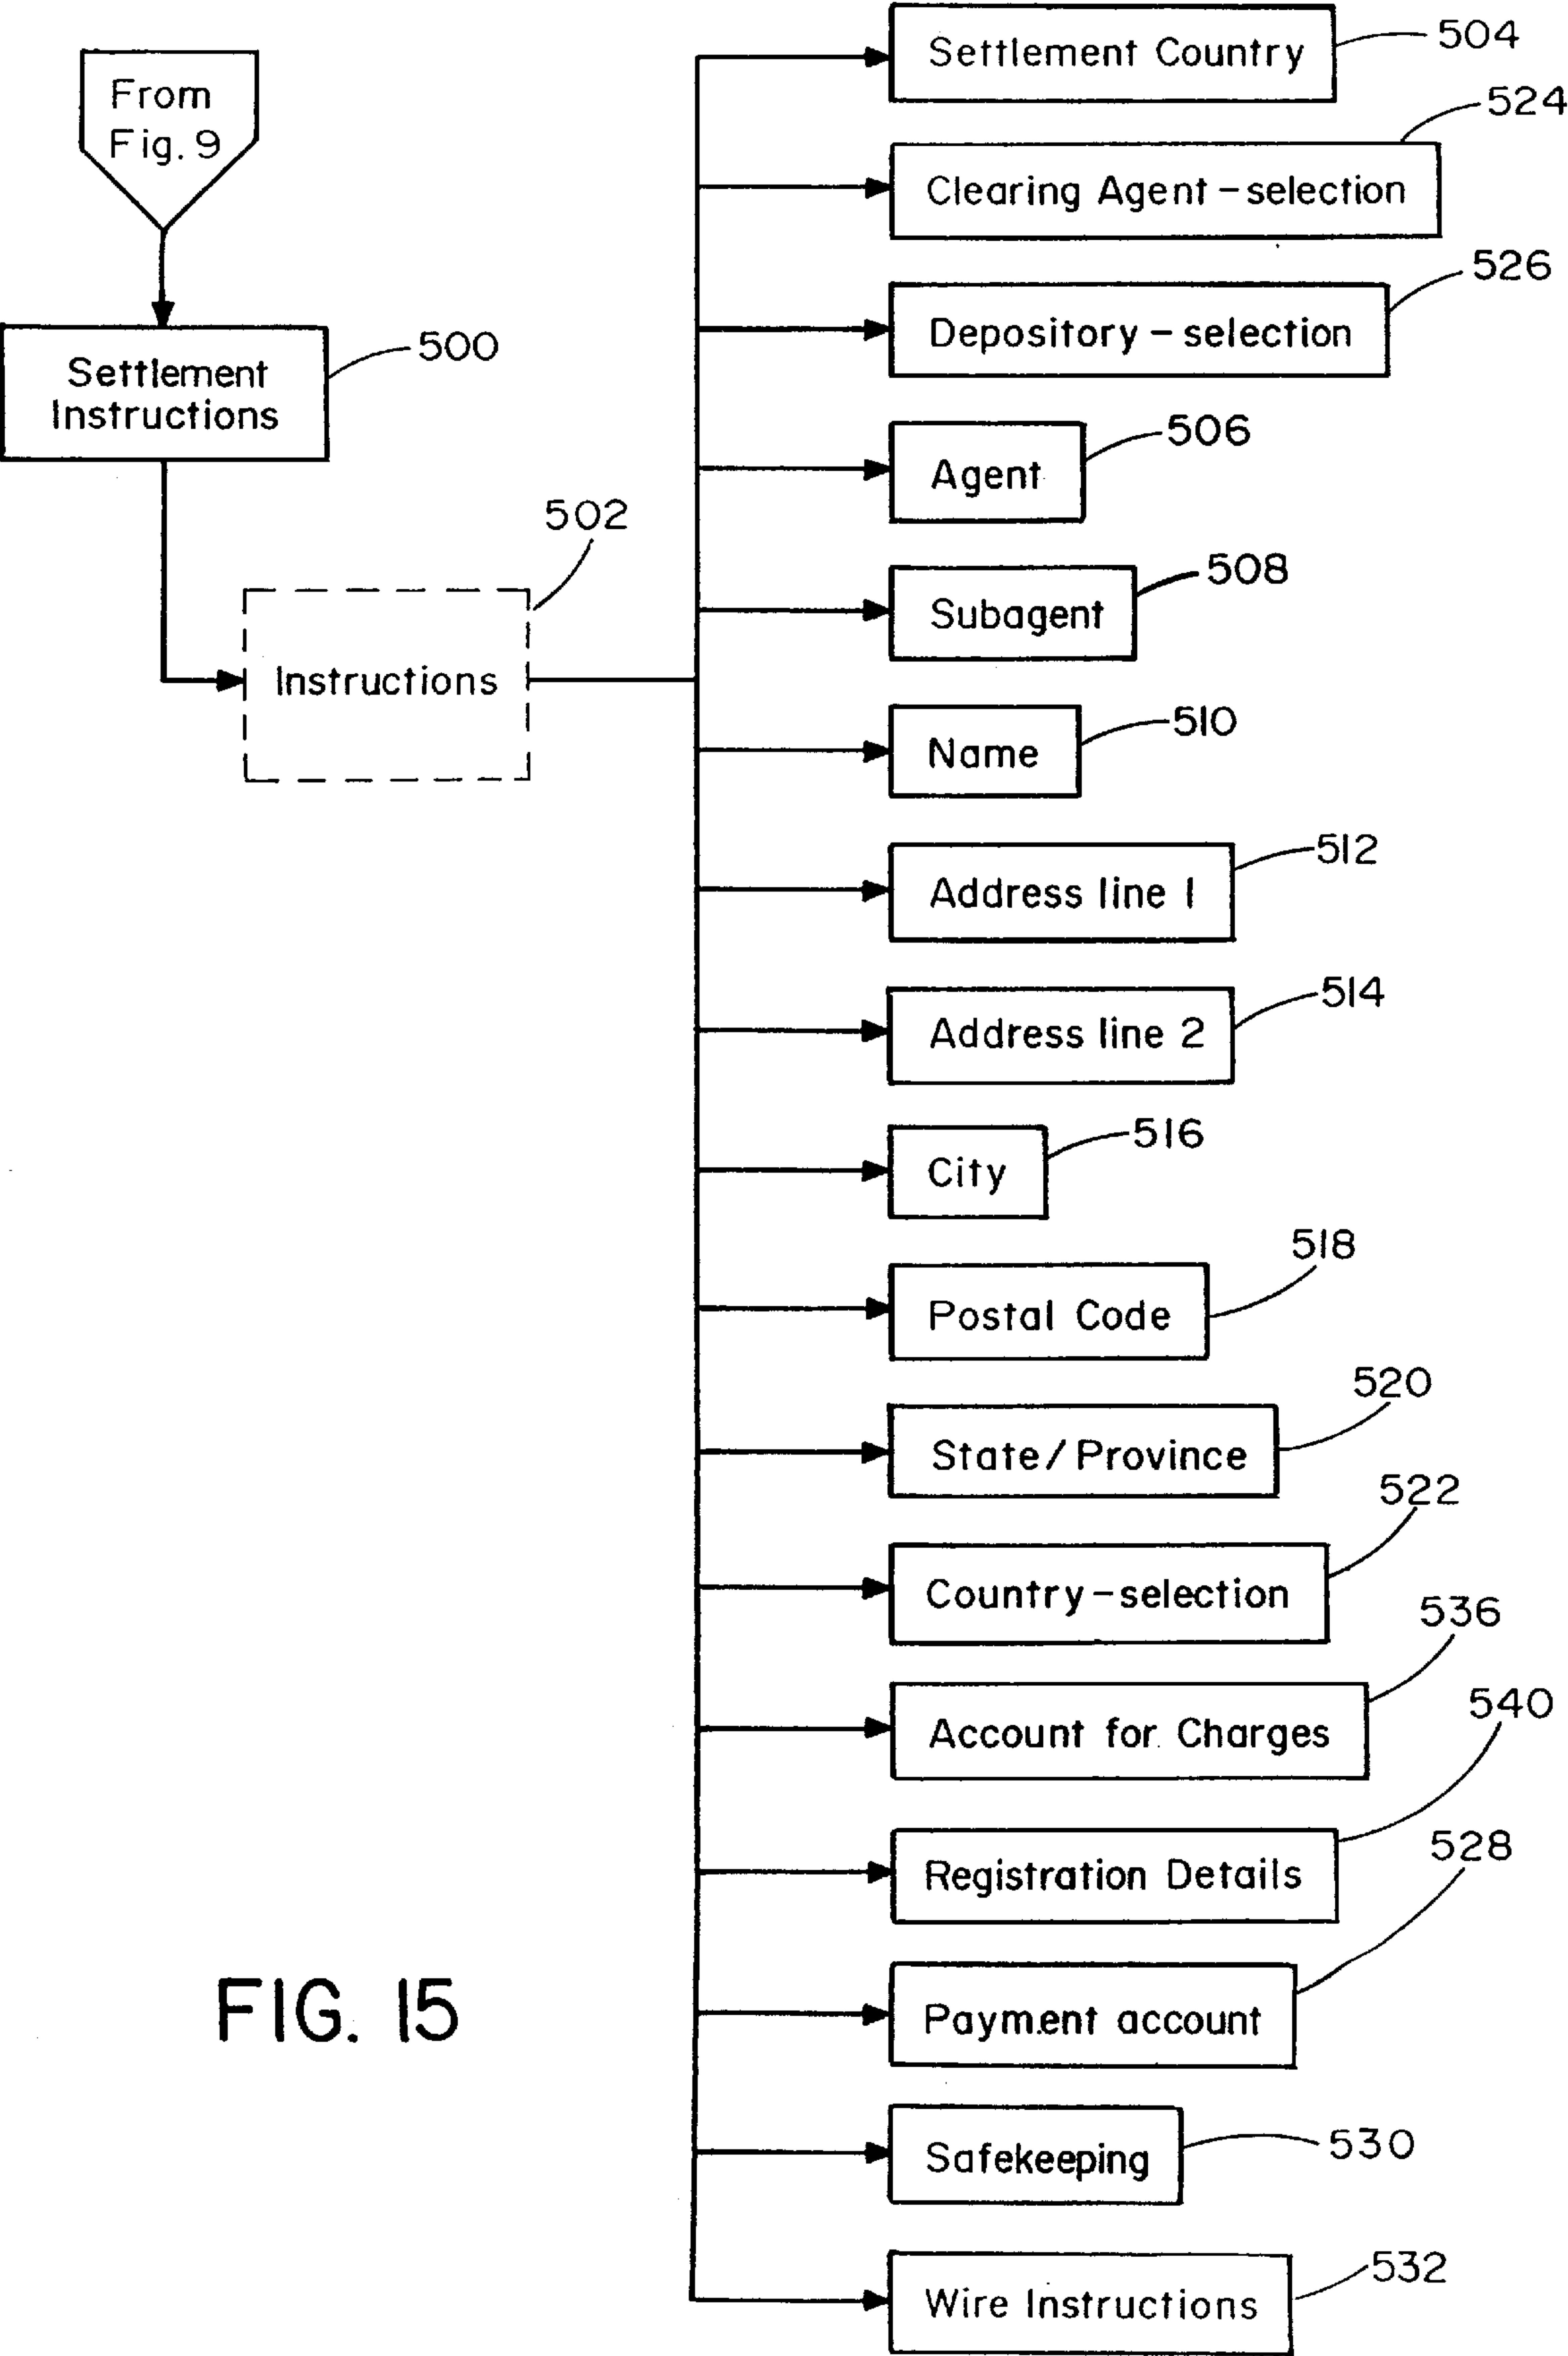 From
Fig. 9
500
Settlement
Instructions
502
Instructions
Settlement Country
504
524
Clearing Agent-selection
526
Depository-selection
506
Agent
508
Subagent
510
Name
512
Address line 1
514
Address line 2
516
City
518
Postal Code
520
State/Province
522
Country-selection
536
Account for Charges
540
Registration Details
528
Payment account
530
Safekeeping
532
Wire Instructions
FIG. 15